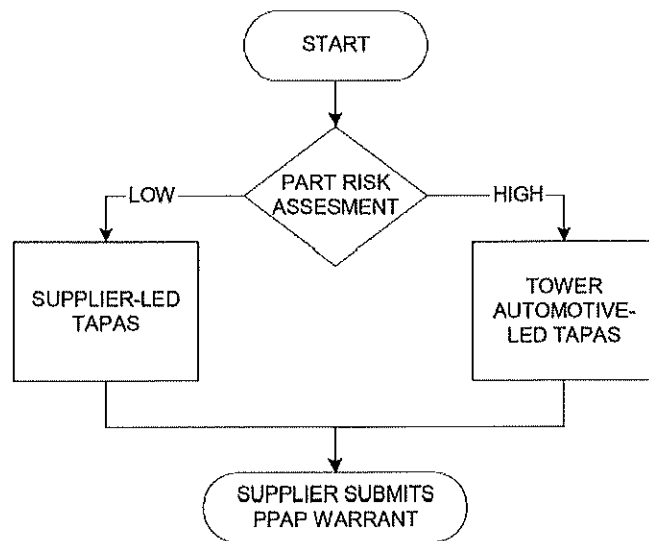 START
PART RISK
ASSESMENT
LOW
HIGH
SUPPLIER-LED
TAPAS
TOWER
AUTOMOTIVE-
LED TAPAS
SUPPLIER SUBMITS
PPAP WARRANT